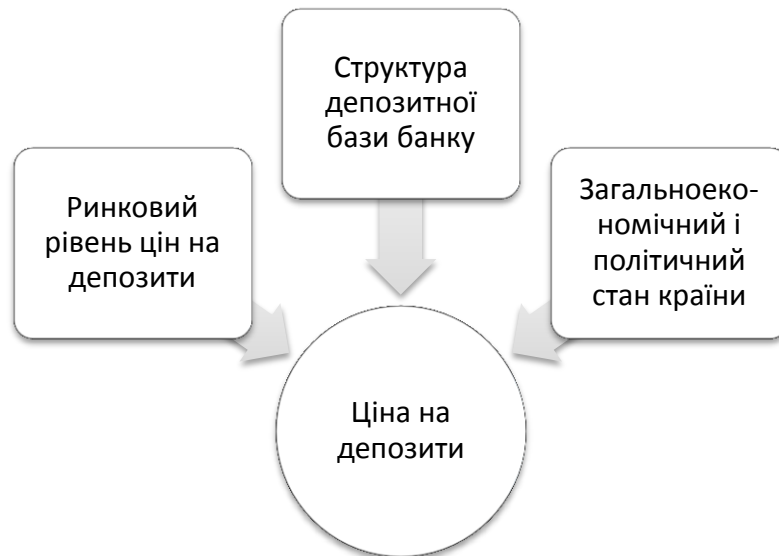 Структура
депозитної
бази банку
Ринковий
рівень цін на
депозити
Загальноеко-
номічний і
політичний
стан країни
Ціна на
депозити